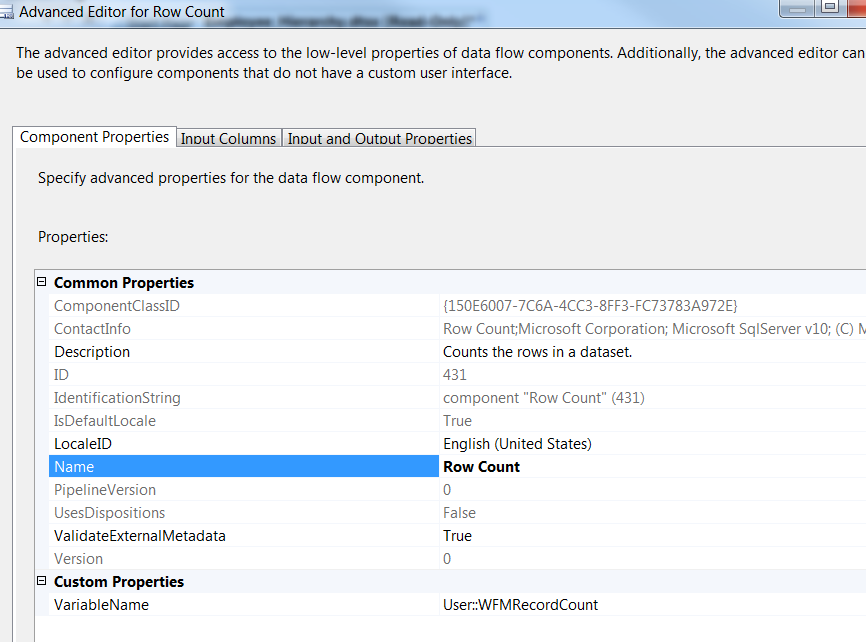 Advanced Editor for Row Count
The advanced editor provides access to the low-level properties of data flow components. Additionally, the advanced editor can
be used to configure components that do not have a custom user interface.
Component Properties Input Columns Input and Output Properties
Specify advanced properties for the data flow component.
Properties:
Common Properties
ComponentClassID {150E6007-7C6A-4CC3-8FF3-FC73783A972E}
ContactInfo Row Count;Microsoft Corporation; Microsoft SqlServer v10; (C) M
Description Counts the rows in a dataset.
ID 431
IdentificationString component "Row Count" (431)
IsDefaultLocale True
LocaleID English (United States)
Name Row Count
PipelineVersion 0
UsesDispositions False
ValidateExternalMetadata True
Version 0
Custom Properties
VariableName User::WFMRecordCount